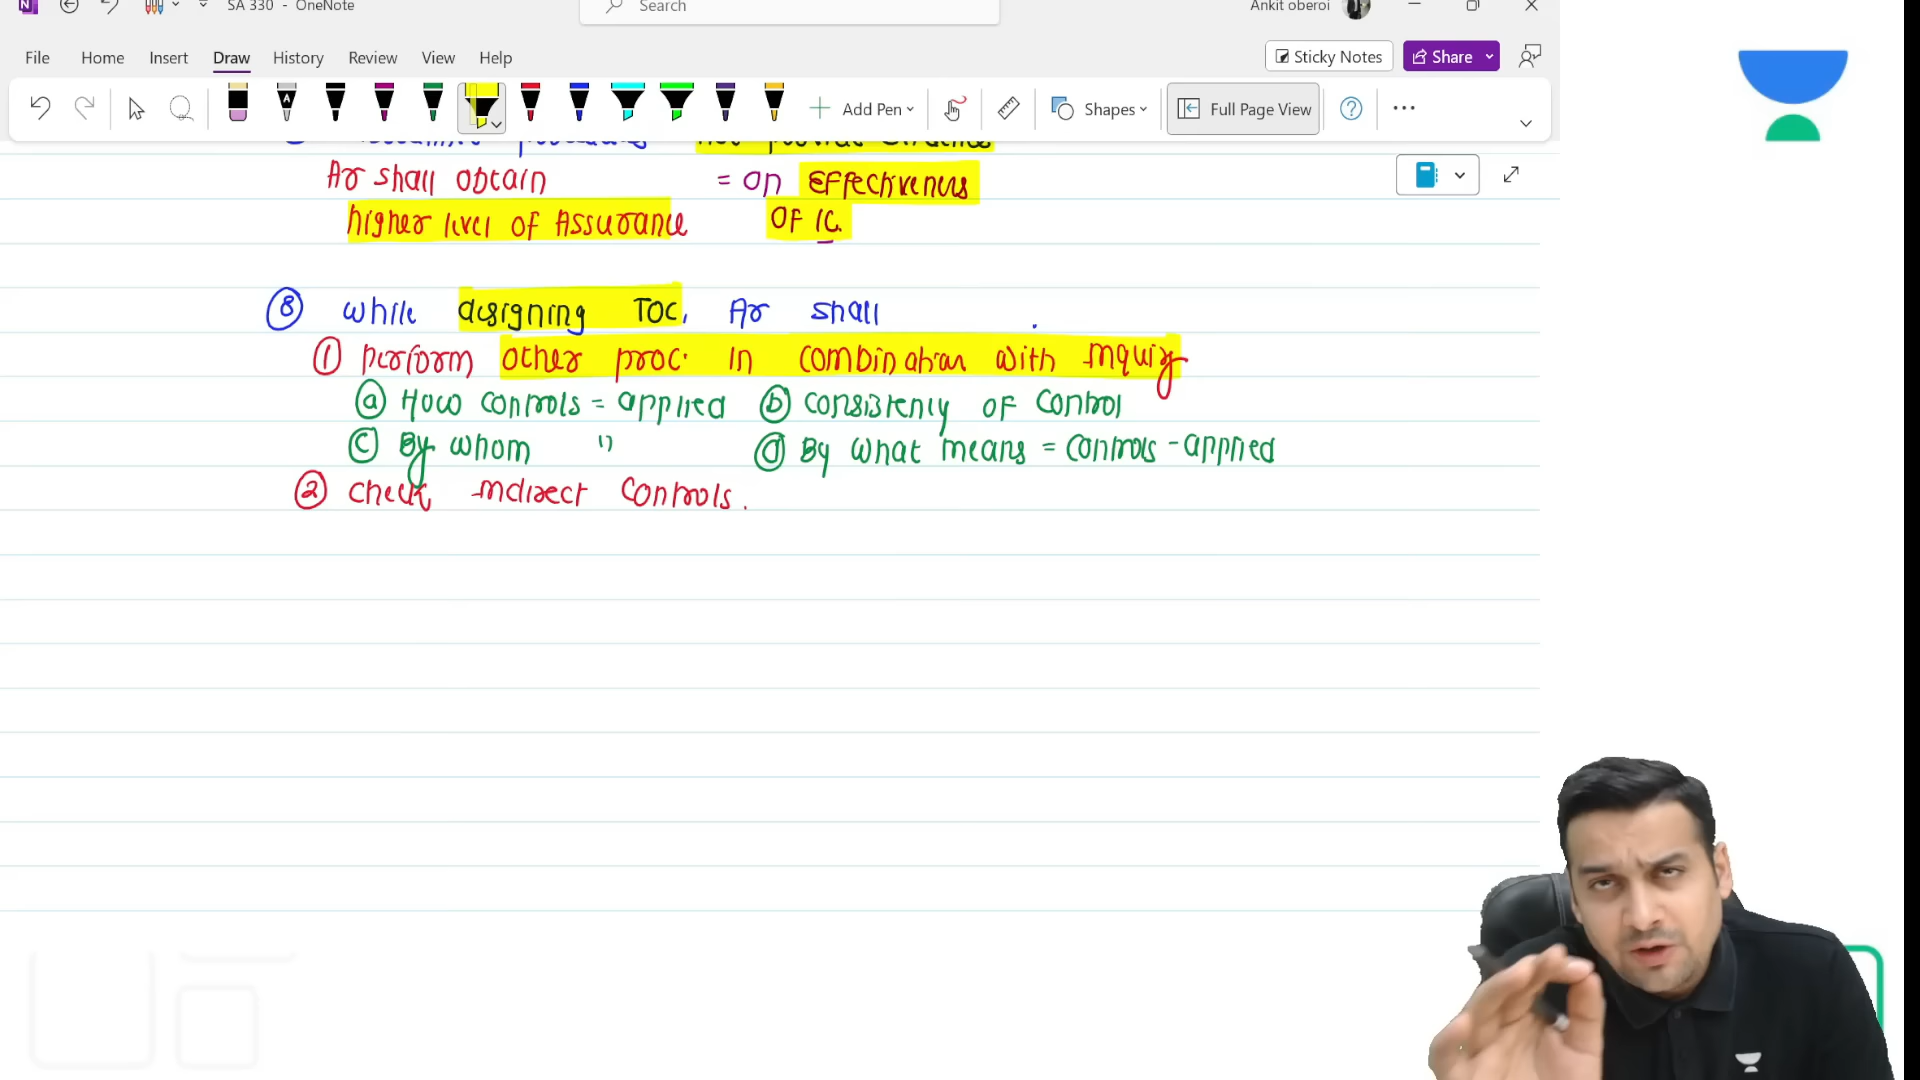 SA 330 - OneNote
Search
Ankit oberoi
File Home Insert Draw History Review View Help
Sticky Notes Share
A Add Pen Shapes Full Page View
Ar shall obtain = on Effectiveness
higher level of Assurance OF IC.
⑧ while designing TOC, Ar shall .
① perform other proc. In combination with Inquiry
ⓐ How controls = applied ⓑ consistency of control
ⓒ By whom " ⓓ By what means = controls - applied
② check Indirect controls.